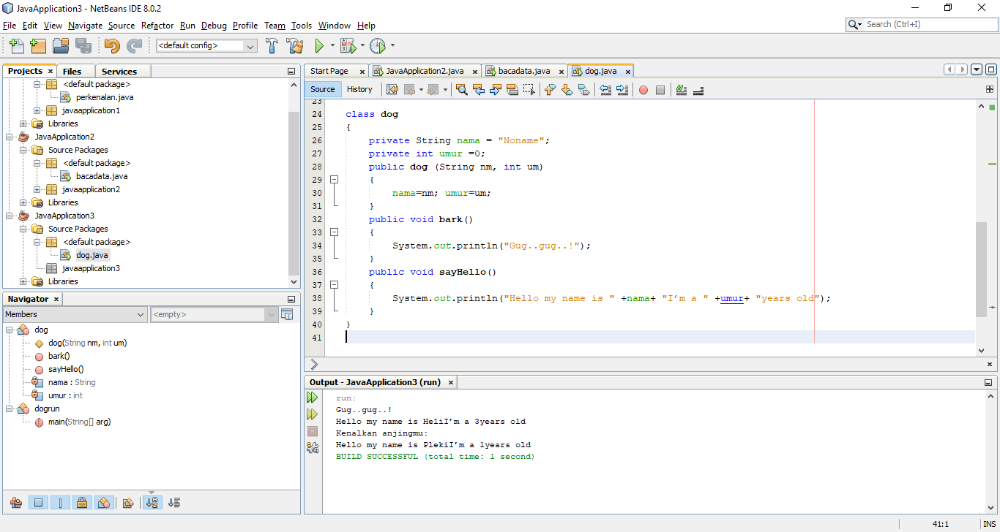 JavaApplication3 - NetBeans IDE 8.0.2
File Edit View Navigate Source Refactor Run Debug Profile Team Tools Window Help
Search (Ctrl+I)
<default config>
Projects × Files Services
<default package>
perkenalan.java
javaapplication1
Libraries
JavaApplication2
Source Packages
<default package>
bacadata.java
javaapplication2
Libraries
JavaApplication3
Source Packages
<default package>
dog.java
javaapplication3
Libraries
Navigator ×
Members
<empty>
dog
dog(String nm, int um)
bark()
sayHello()
nama : String
umur : int
dogrun
main(String[] arg)
Start Page × JavaApplication2.java × bacadata.java × dog.java ×
Source History
23
24 class dog
25 {
26 private String nama = "Noname";
27 private int umur =0;
28 public dog (String nm, int um)
29 {
30 nama=nm; umur=um;
31 }
32 public void bark()
33 {
34 System.out.println("Gug..gug..!");
35 }
36 public void sayHello()
37 {
38 System.out.println("Hello my name is " +nama+ "I'm a " +umur+ "years old");
39 }
40 }
41
Output - JavaApplication3 (run) ×
run:
Gug..gug..!
Hello my name is HeliI'm a 3years old
Kenalkan anjingmu:
Hello my name is PlekiI'm a 1years old
BUILD SUCCESSFUL (total time: 1 second)
41:1 INS